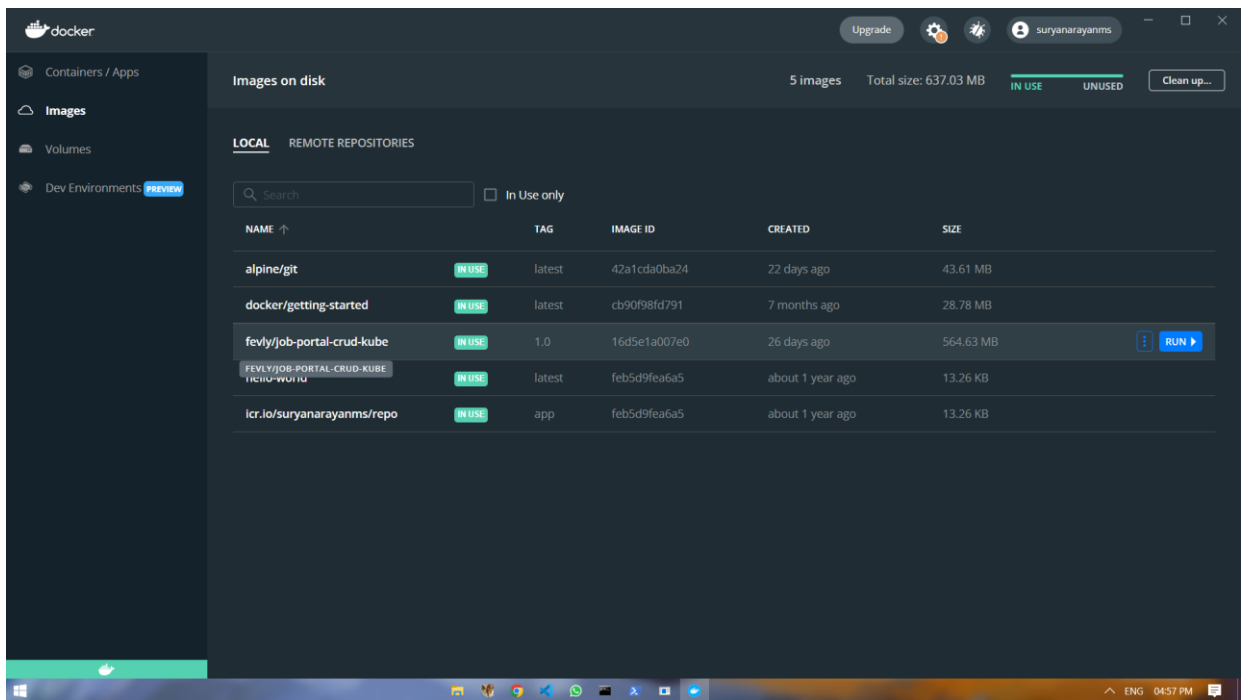 docker
Upgrade
suryanarayanms
Containers / Apps
Images
Volumes
Dev Environments PREVIEW
Images on disk
5 images Total size: 637.03 MB IN USE UNUSED Clean up...
LOCAL REMOTE REPOSITORIES
Search In Use only
NAME TAG IMAGE ID CREATED SIZE
alpine/git IN USE latest 42a1cda0ba24 22 days ago 43.61 MB
docker/getting-started IN USE latest cb90f98fd791 7 months ago 28.78 MB
fevly/job-portal-crud-kube IN USE 1.0 16d5e1a007e0 26 days ago 564.63 MB RUN
FEVLY/JOB-PORTAL-CRUD-KUBE
hello-world IN USE latest feb5d9fea6a5 about 1 year ago 13.26 KB
icr.io/suryanarayanms/repo IN USE app feb5d9fea6a5 about 1 year ago 13.26 KB
ENG 04:57 PM